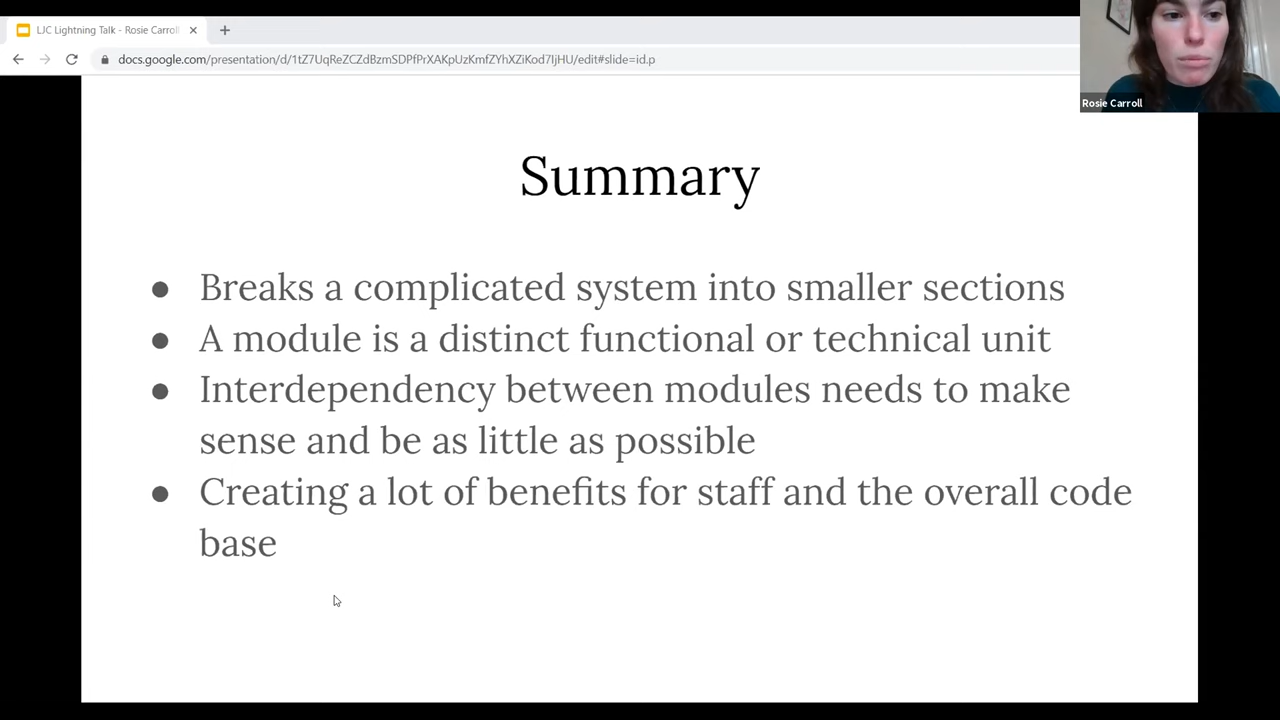 LJC Lightning Talk - Rosie Carroll
docs.google.com/presentation/d/1tZ7UqReZCZdBzmSDPfPrXAKpUzKmfZYhXZiKod7IjHU/edit#slide=id.p
Rosie Carroll
Summary
● Breaks a complicated system into smaller sections
● A module is a distinct functional or technical unit
● Interdependency between modules needs to make
sense and be as little as possible
● Creating a lot of benefits for staff and the overall code
base